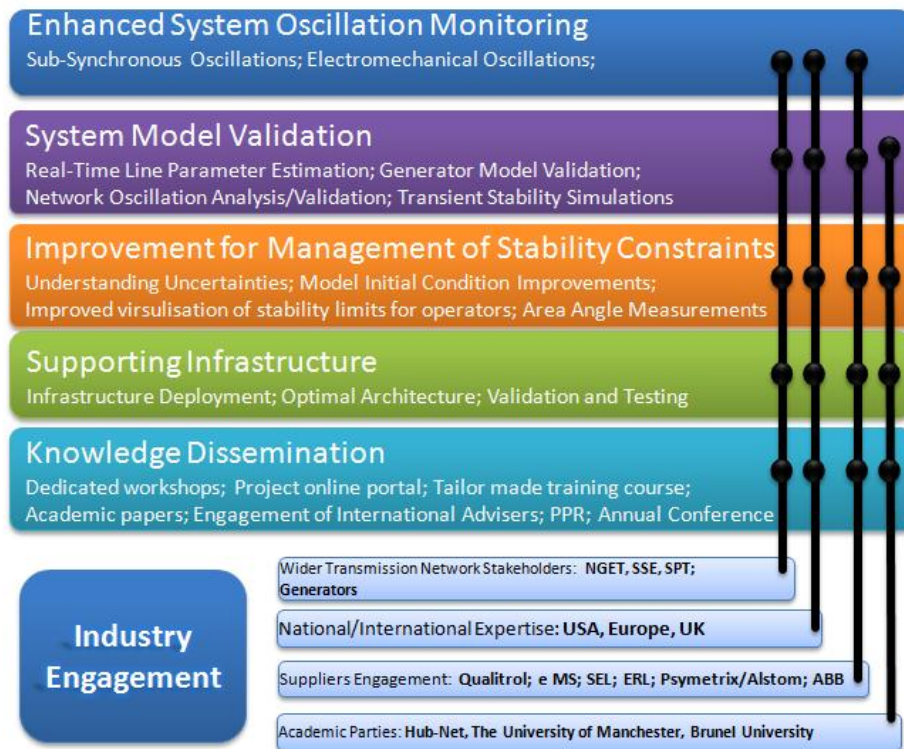 Enhanced System Oscillation Monitoring
Sub-Synchronous Oscillations; Electromechanical Oscillations;
System Model Validation
Real-Time Line Parameter Estimation; Generator Model Validation;
Network Oscillation Analysis/Validation; Transient Stability Simulations
Improvement for Management of Stability Constraints
Understanding Uncertainties; Model Initial Condition Improvements;
Improved virsulisation of stability limits for operators; Area Angle Measurements
Supporting Infrastructure
Infrastructure Deployment; Optimal Architecture; Validation and Testing
Knowledge Dissemination
Dedicated workshops; Project online portal; Tailor made training course;
Academic papers; Engagement of International Advisers; PPR; Annual Conference
Industry
Engagement
Wider Transmission Network Stakeholders: NGET, SSE, SPT;
Generators
National/International Expertise: USA, Europe, UK
Suppliers Engagement: Qualitrol; e MS; SEL; ERL; Psymetrix/Alstom; ABB
Academic Parties: Hub-Net, The University of Manchester, Brunel University